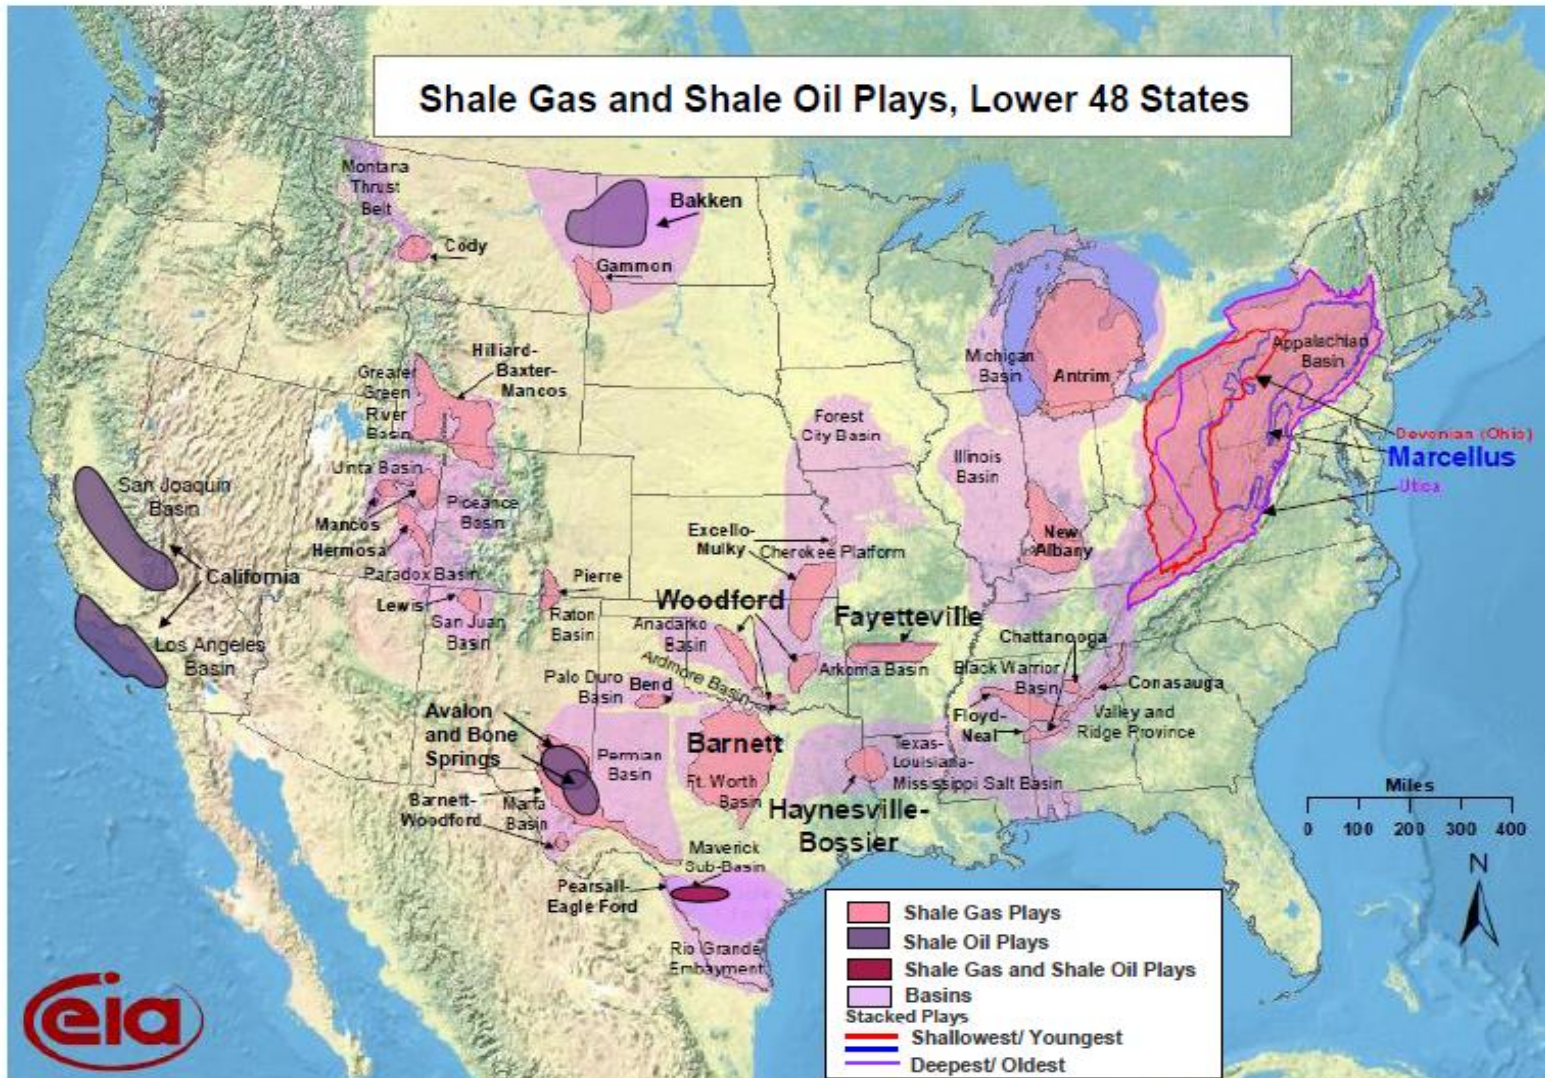 Shale Gas and Shale Oil Plays, Lower 48 States
Montana
Thrust
Belt
Cody
Bakken
Gammon
Hilliard-
Baxter-
Mancos
Greater
Green
River
Basin
Uinta Basin
Piceance
Basin
Mancos
Hermosa
Paradox Basin
Lewis
San Juan
Basin
Pierre
Raton
Basin
San Joaquin
Basin
California
Los Angeles
Basin
Michigan
Basin
Antrim
Forest
City Basin
Illinois
Basin
New
Albany
Appalachian
Basin
Devonian (Ohio)
Marcellus
Utica
Excello-
Mulky
Cherokee Platform
Woodford
Anadarko
Basin
Fayetteville
Arkoma Basin
Ardmore Basin
Palo Duro
Basin
Bend
Chattanooga
Black Warrior
Basin
Conasauga
Floyd-
Neal
Valley and
Ridge Province
Avalon
and Bone
Springs
Permian
Basin
Barnett
Ft. Worth
Basin
Texas-
Louisiana-
Mississippi Salt Basin
Haynesville-
Bossier
Barnett-
Woodford
Marfa
Basin
Maverick
Sub-Basin
Pearsall-
Eagle Ford
Rio Grande
Embayment
Miles
0 100 200 300 400
N
Shale Gas Plays
Shale Oil Plays
Shale Gas and Shale Oil Plays
Basins
Stacked Plays
Shallowest/ Youngest
Deepest/ Oldest
eia